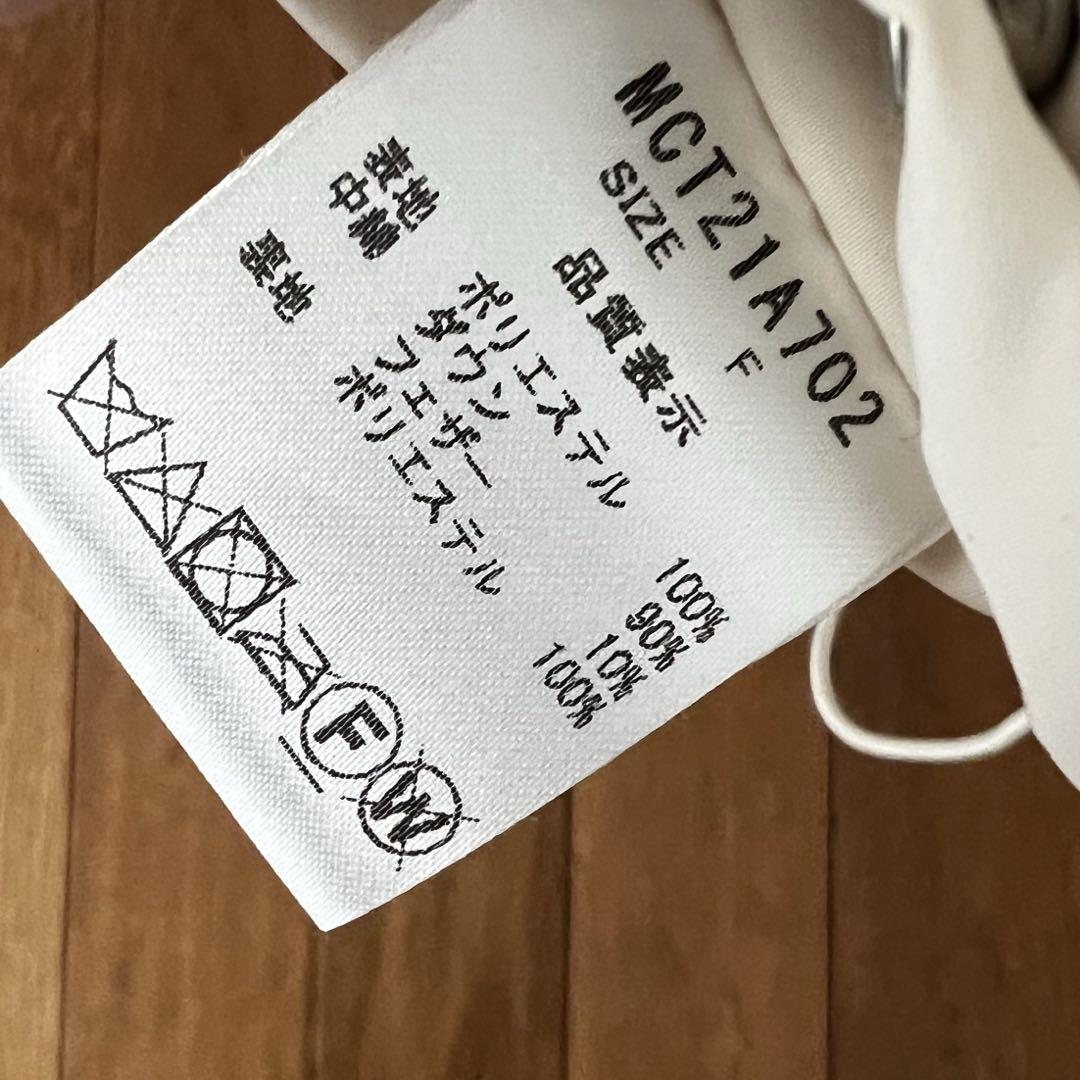 MCT21A702
SIZE F
品質表示
表地 ポリエステル 100%
中綿 ダウン 90%
フェザー 10%
裏地 ポリエステル 100%
F
W